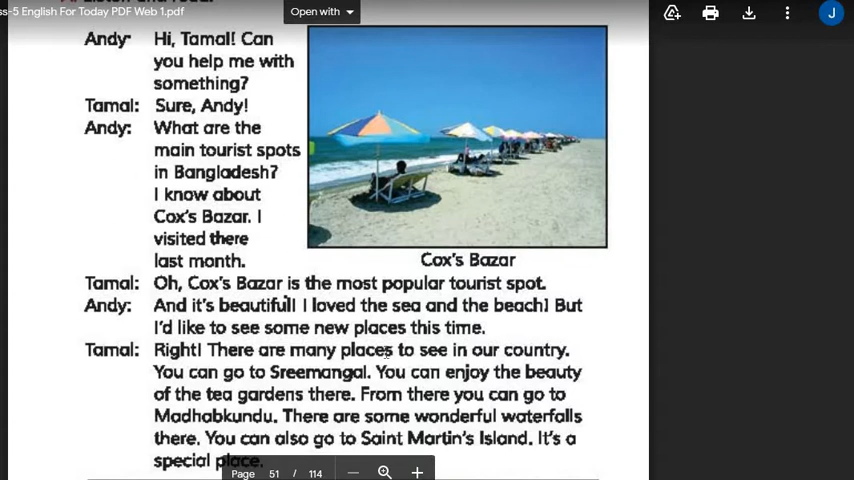 ss-5 English For Today PDF Web 1.pdf
Open with
J
Andy: Hi, Tamal! Can
you help me with
something?
Tamal: Sure, Andy!
Andy: What are the
main tourist spots
in Bangladesh?
I know about
Cox's Bazar. I
visited there
last month.
Cox's Bazar
Tamal: Oh, Cox's Bazar is the most popular tourist spot.
Andy: And it's beautiful! I loved the sea and the beach! But
I'd like to see some new places this time.
Tamal: Right! There are many places to see in our country.
You can go to Sreemangal. You can enjoy the beauty
of the tea gardens there. From there you can go to
Madhabkundu. There are some wonderful waterfalls
there. You can also go to Saint Martin's Island. It's a
special place.
Page 51 / 114